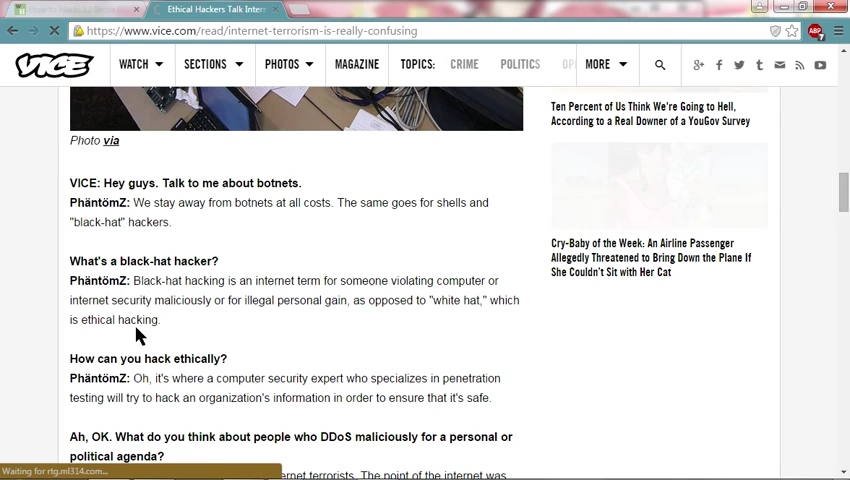 Ethical Hackers Talk Intern
https://www.vice.com/read/internet-terrorism-is-really-confusing
VICE WATCH SECTIONS PHOTOS MAGAZINE TOPICS: CRIME POLITICS MORE
Photo via
VICE: Hey guys. Talk to me about botnets.
PhäntömZ: We stay away from botnets at all costs. The same goes for shells and
"black-hat" hackers.
What's a black-hat hacker?
PhäntömZ: Black-hat hacking is an internet term for someone violating computer or
internet security maliciously or for illegal personal gain, as opposed to "white hat," which
is ethical hacking.
How can you hack ethically?
PhäntömZ: Oh, it's where a computer security expert who specializes in penetration
testing will try to hack an organization's information in order to ensure that it's safe.
Ah, OK. What do you think about people who DDoS maliciously for a personal or
political agenda?
ernet terrorists. The point of the internet was
Ten Percent of Us Think We're Going to Hell,
According to a Real Downer of a YouGov Survey
Cry-Baby of the Week: An Airline Passenger
Allegedly Threatened to Bring Down the Plane if
She Couldn't Sit with Her Cat
Waiting for rtg.ml314.com...